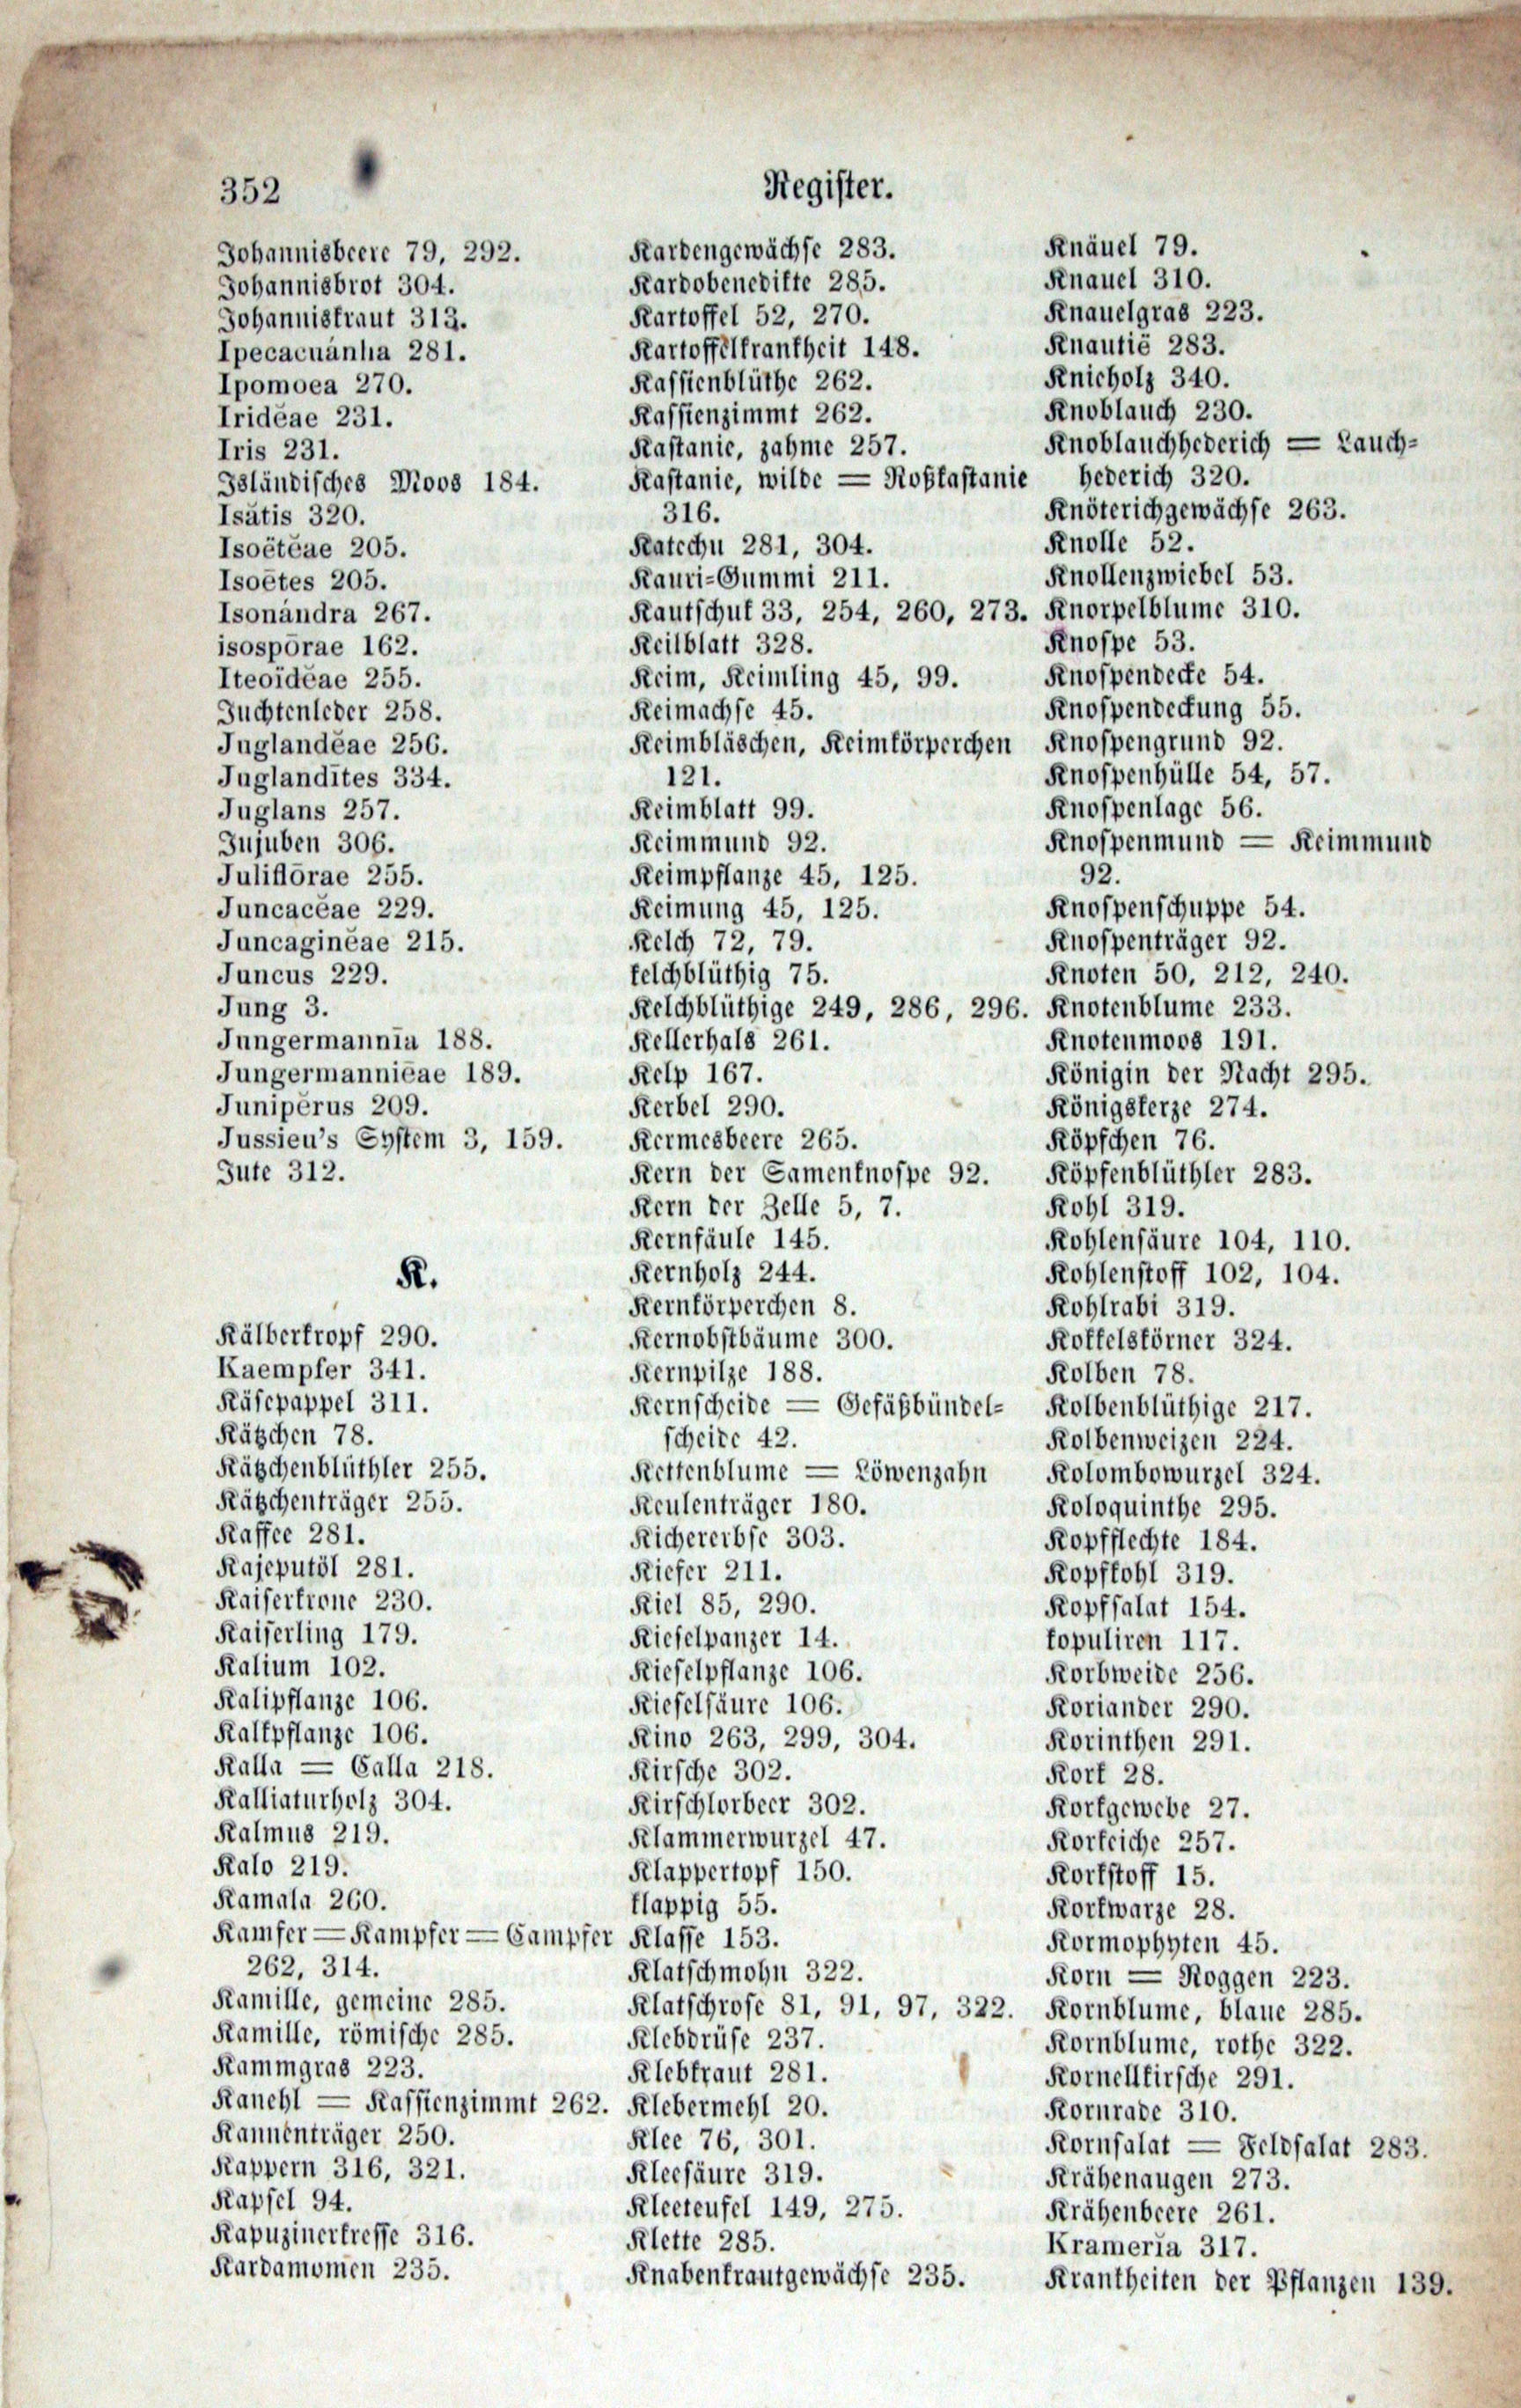 352
Register.
Johannisbeere 79, 292.
Johannisbrot 304.
Johanniskraut 313.
Ipecacuánha 281.
Ipomoea 270.
Iridĕae 231.
Iris 231.
Isländisches Moos 184.
Isătis 320.
Isoëtĕae 205.
Isoëtes 205.
Isonándra 267.
isospŏrae 162.
Iteoidĕae 255.
Juchtenleder 258.
Juglandĕae 256.
Juglandītes 334.
Juglans 257.
Jujuben 306.
Juliflōrae 255.
Juncacĕae 229.
Juncaginĕae 215.
Juncus 229.
Jung 3.
Jungermannia 188.
Jungermanniĕae 189.
Junipĕrus 209.
Jussieu's System 3, 159.
Jute 312.
K.
Kälberkropf 290.
Kaempfer 341.
Käsepappel 311.
Kätzchen 78.
Kätzchenblüthler 255.
Kätzchenträger 255.
Kaffee 281.
Kajeputöl 281.
Kaiserkrone 230.
Kaiserling 179.
Kalium 102.
Kalipflanze 106.
Kalkpflanze 106.
Kalla = Calla 218.
Kalliaturholz 304.
Kalmus 219.
Kalo 219.
Kamala 260.
Kamfer = Kampfer = Campfer
262, 314.
Kamille, gemeine 285.
Kamille, römische 285.
Kammgras 223.
Kanehl = Kassienzimmt 262.
Kannenträger 250.
Kappern 316, 321.
Kapsel 94.
Kapuzinerkresse 316.
Kardamomen 235.
Kardengewächse 283.
Kardobenedikte 285.
Kartoffel 52, 270.
Kartoffelkrankheit 148.
Kassienblüthe 262.
Kassienzimmt 262.
Kastanie, zahme 257.
Kastanie, wilde = Roßkastanie
316.
Katechu 281, 304.
Kauri-Gummi 211.
Kautschuk 33, 254, 260, 273.
Keilblatt 328.
Keim, Keimling 45, 99.
Keimachse 45.
Keimbläschen, Keimkörperchen
121.
Keimblatt 99.
Keimmund 92.
Keimpflanze 45, 125.
Keimung 45, 125.
Kelch 72, 79.
kelchblüthig 75.
Kelchblüthige 249, 286, 296.
Kellerhals 261.
Kelp 167.
Kerbel 290.
Kermesbeere 265.
Kern der Samenknospe 92.
Kern der Zelle 5, 7.
Kernfäule 145.
Kernholz 244.
Kernkörperchen 8.
Kernobstbäume 300.
Kernpilze 188.
Kernscheide = Gefäßbündel-
scheide 42.
Kettenblume = Löwenzahn
Keulenträger 180.
Kichererbse 303.
Kiefer 211.
Kiel 85, 290.
Kieselpanzer 14.
Kieselpflanze 106.
Kieselsäure 106.
Kino 263, 299, 304.
Kirsche 302.
Kirschlorbeer 302.
Klammerwurzel 47.
Klappertopf 150.
klappig 55.
Klasse 153.
Klatschmohn 322.
Klatschrose 81, 91, 97, 322.
Klebdrüse 237.
Klebkraut 281.
Klebermehl 20.
Klee 76, 301.
Kleesäure 319.
Kleeteufel 149, 275.
Klette 285.
Knabenkrautgewächse 235.
Knäuel 79.
Knauel 310.
Knauelgras 223.
Knautie 283.
Knieholz 340.
Knoblauch 230.
Knoblauchhederich = Lauch-
hederich 320.
Knöterichgewächse 263.
Knolle 52.
Knollenzwiebel 53.
Knorpelblume 310.
Knospe 53.
Knospendecke 54.
Knospendeckung 55.
Knospengrund 92.
Knospenhülle 54, 57.
Knospenlage 56.
Knospenmund = Keimmund
92.
Knospenschuppe 54.
Knospenträger 92.
Knoten 50, 212, 240.
Knotenblume 233.
Knotenmoos 191.
Königin der Nacht 295.
Königskerze 274.
Köpfchen 76.
Köpfenblüthler 283.
Kohl 319.
Kohlensäure 104, 110.
Kohlenstoff 102, 104.
Kohlrabi 319.
Kokkelskörner 324.
Kolben 78.
Kolbenblüthige 217.
Kolbenweizen 224.
Kolombowurzel 324.
Koloquinthe 295.
Kopfflechte 184.
Kopfkohl 319.
Kopfsalat 154.
kopuliren 117.
Korbweide 256.
Koriander 290.
Korinthen 291.
Kork 28.
Korkgewebe 27.
Korkeiche 257.
Korkstoff 15.
Korkwarze 28.
Kormophyten 45.
Korn = Roggen 223.
Kornblume, blaue 285.
Kornblume, rothe 322.
Kornellkirsche 291.
Kornrade 310.
Kornsalat = Feldsalat 283.
Krähenaugen 273.
Krähenbeere 261.
Krameria 317.
Krankheiten der Pflanzen 139.